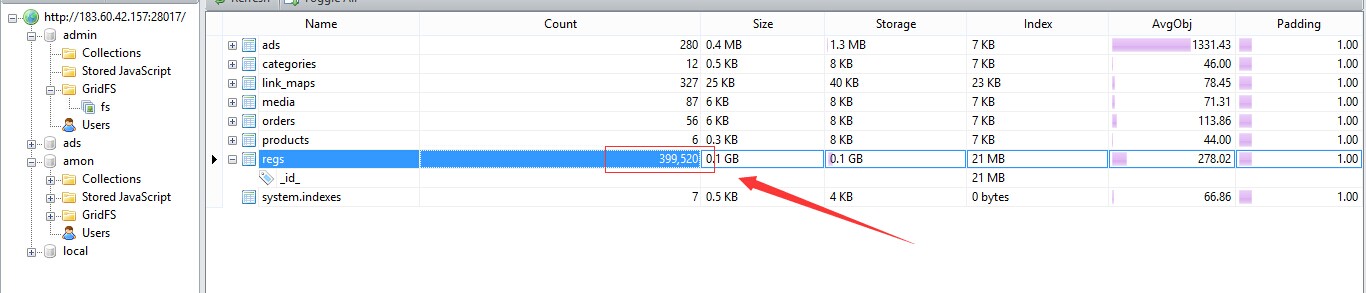 Refresh Toggle All
http://183.60.42.157:28017/
admin
Collections
Stored JavaScript
GridFS
fs
Users
ads
amon
Collections
Stored JavaScript
GridFS
Users
local
Name Count Size Storage Index AvgObj Padding
ads 280 0.4 MB 1.3 MB 7 KB 1331.43 1.00
categories 12 0.5 KB 8 KB 7 KB 46.00 1.00
link_maps 327 25 KB 40 KB 23 KB 78.45 1.00
media 87 6 KB 8 KB 7 KB 71.31 1.00
orders 56 6 KB 8 KB 7 KB 113.86 1.00
products 6 0.3 KB 8 KB 7 KB 44.00 1.00
regs 399,520 0.1 GB 0.1 GB 21 MB 278.02 1.00
_id_ 21 MB
system.indexes 7 0.5 KB 4 KB 0 bytes 66.86 1.00